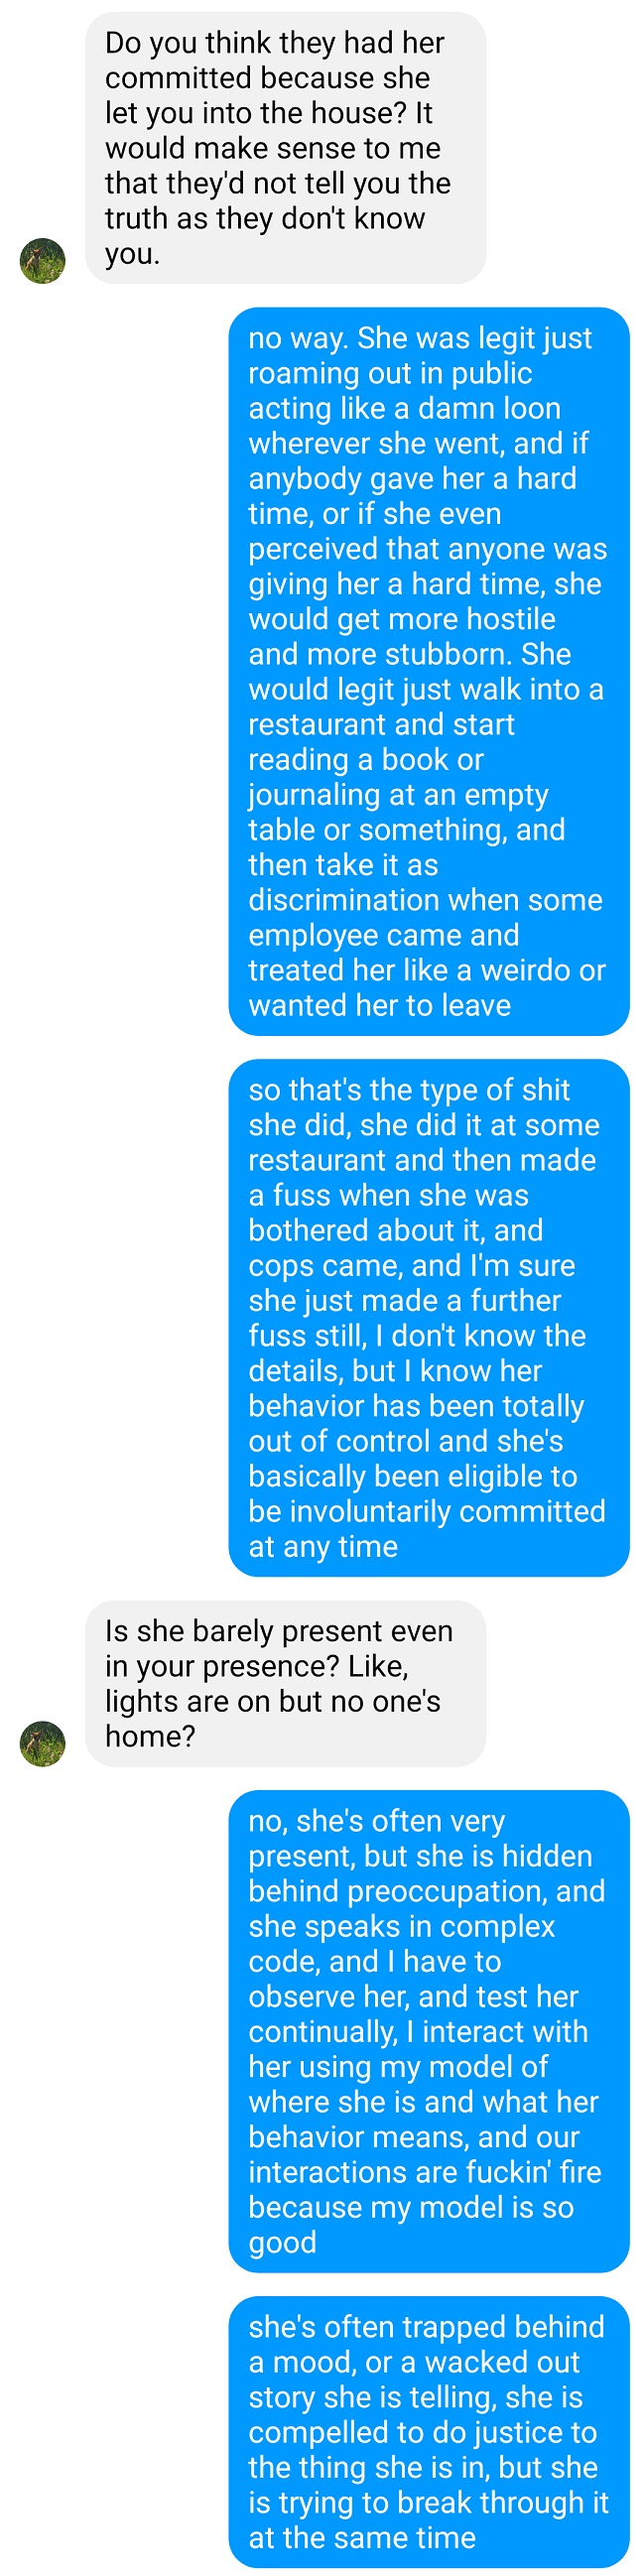 Do you think they had her
committed because she
let you into the house? It
would make sense to me
that they'd not tell you the
truth as they don't know
you.
no way. She was legit just
roaming out in public
acting like a damn loon
wherever she went, and if
anybody gave her a hard
time, or if she even
perceived that anyone was
giving her a hard time, she
would get more hostile
and more stubborn. She
would legit just walk into a
restaurant and start
reading a book or
journaling at an empty
table or something, and
then take it as
discrimination when some
employee came and
treated her like a weirdo or
wanted her to leave
so that's the type of shit
she did, she did it at some
restaurant and then made
a fuss when she was
bothered about it, and
cops came, and I'm sure
she just made a further
fuss still, I don't know the
details, but I know her
behavior has been totally
out of control and she's
basically been eligible to
be involuntarily committed
at any time
Is she barely present even
in your presence? Like,
lights are on but no one's
home?
no, she's often very
present, but she is hidden
behind preoccupation, and
she speaks in complex
code, and I have to
observe her, and test her
continually, I interact with
her using my model of
where she is and what her
behavior means, and our
interactions are fuckin' fire
because my model is so
good
she's often trapped behind
a mood, or a wacked out
story she is telling, she is
compelled to do justice to
the thing she is in, but she
is trying to break through it
at the same time